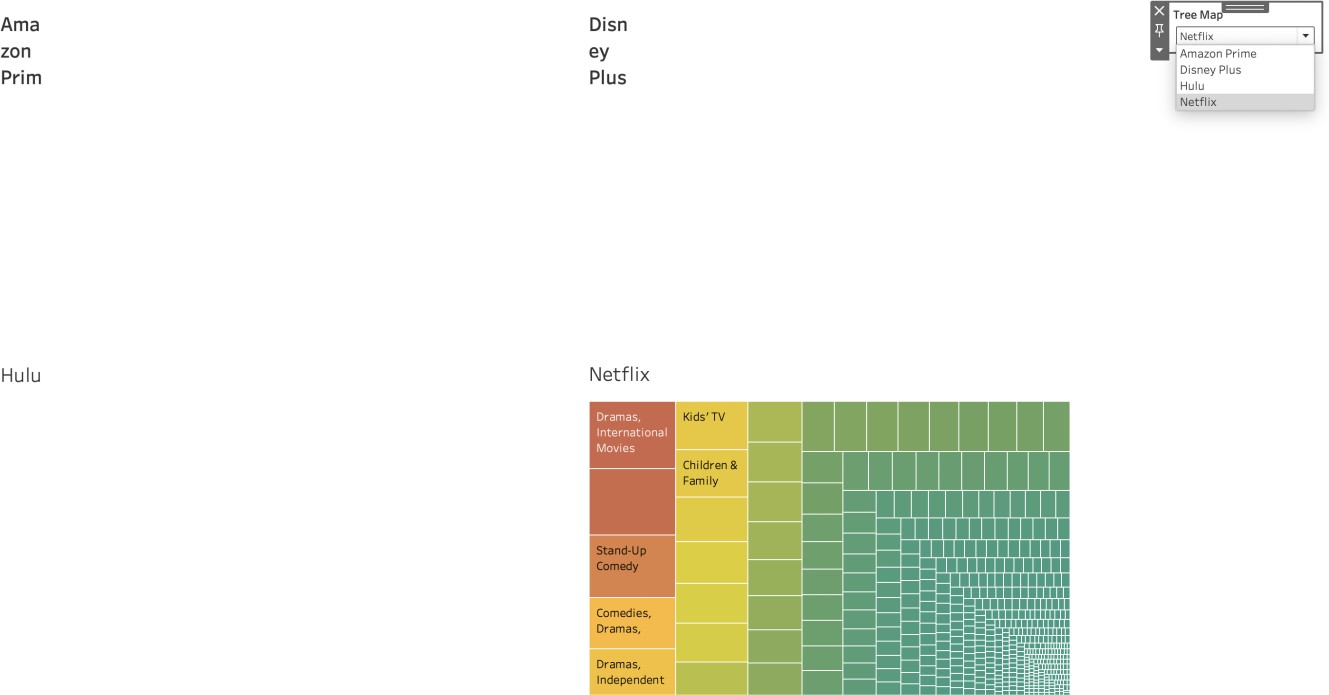 Ama
zon
Prim
Disn
ey
Plus
Tree Map
Netflix
Amazon Prime
Disney Plus
Hulu
Netflix
Hulu
Netflix
Dramas,
International
Movies
Kids' TV
Children &
Family
Stand-Up
Comedy
Comedies,
Dramas,
Dramas,
Independent